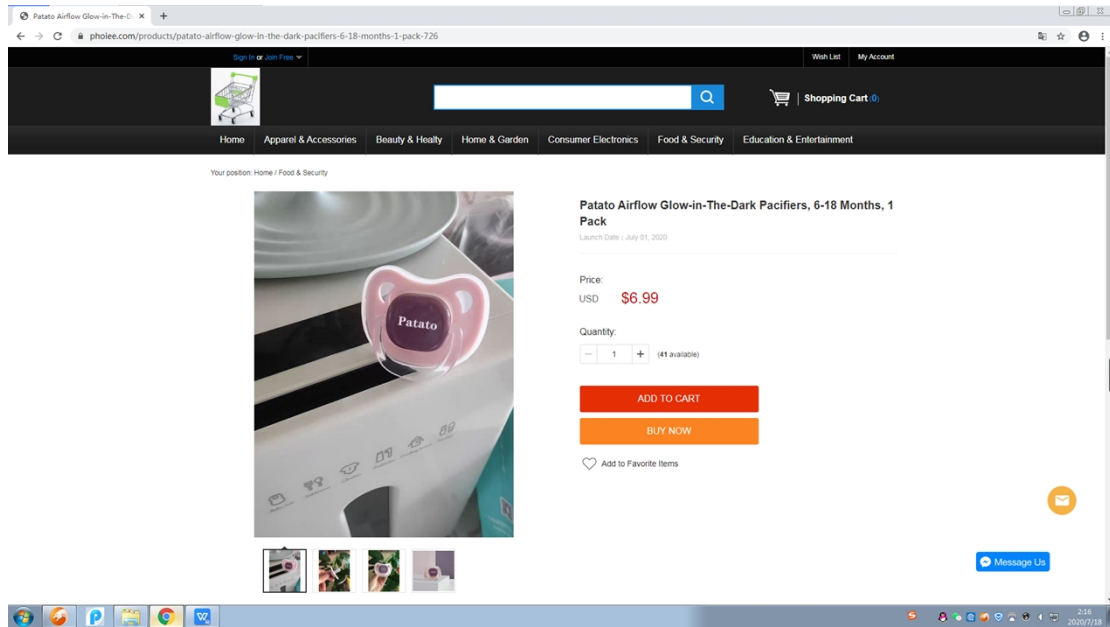 Patato Airflow Glow-in-The-D
phoiee.com/products/patato-airflow-glow-in-the-dark-pacifiers-6-18-months-1-pack-726
Sign In or Join Free
Wish List
My Account
Shopping Cart (0)
Home
Apparel & Accessories
Beauty & Healty
Home & Garden
Consumer Electronics
Food & Security
Education & Entertainment
Your position: Home / Food & Security
Patato
Patato Airflow Glow-in-The-Dark Pacifiers, 6-18 Months, 1
Pack
Launch Date : July 01, 2020
Price:
USD $6.99
Quantity:
1 (41 available)
ADD TO CART
BUY NOW
Add to Favorite Items
Message Us
2:16
2020/7/18